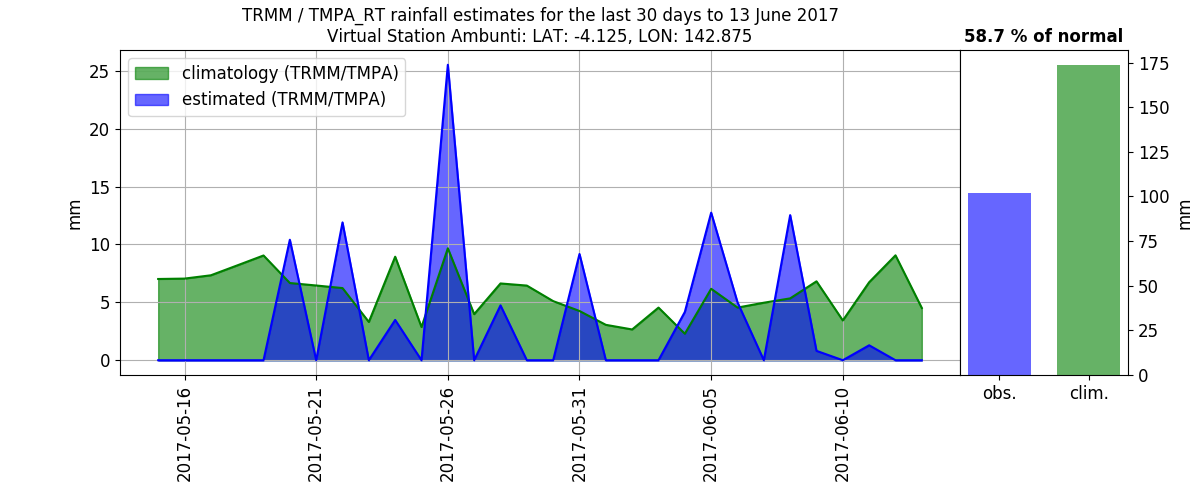 TRMM / TMPA_RT rainfall estimates for the last 30 days to 13 June 2017
Virtual Station Ambunti: LAT: -4.125, LON: 142.875
58.7 % of normal
climatology (TRMM/TMPA)
estimated (TRMM/TMPA)
25
20
15
10
5
0
mm
2017-05-16
2017-05-21
2017-05-26
2017-05-31
2017-06-05
2017-06-10
175
150
125
100
75
50
25
0
mm
obs.
clim.